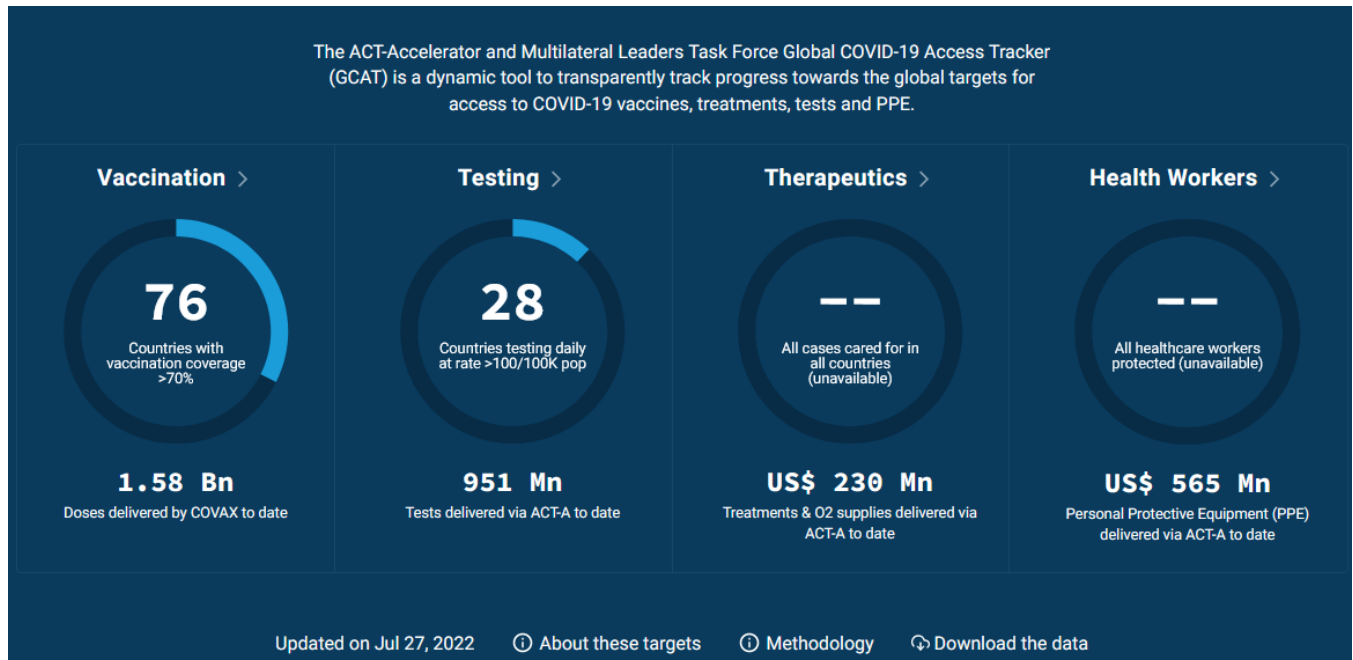 The ACT-Accelerator and Multilateral Leaders Task Force Global COVID-19 Access Tracker
(GCAT) is a dynamic tool to transparently track progress towards the global targets for
access to COVID-19 vaccines, treatments, tests and PPE.
Vaccination >
76
Countries with
vaccination coverage
>70%
1.58 Bn
Doses delivered by COVAX to date
Testing >
28
Countries testing daily
at rate >100/100K pop
951 Mn
Tests delivered via ACT-A to date
Therapeutics >
––
All cases cared for in
all countries
(unavailable)
US$ 230 Mn
Treatments & O2 supplies delivered via
ACT-A to date
Health Workers >
––
All healthcare workers
protected (unavailable)
US$ 565 Mn
Personal Protective Equipment (PPE)
delivered via ACT-A to date
Updated on Jul 27, 2022 About these targets Methodology Download the data